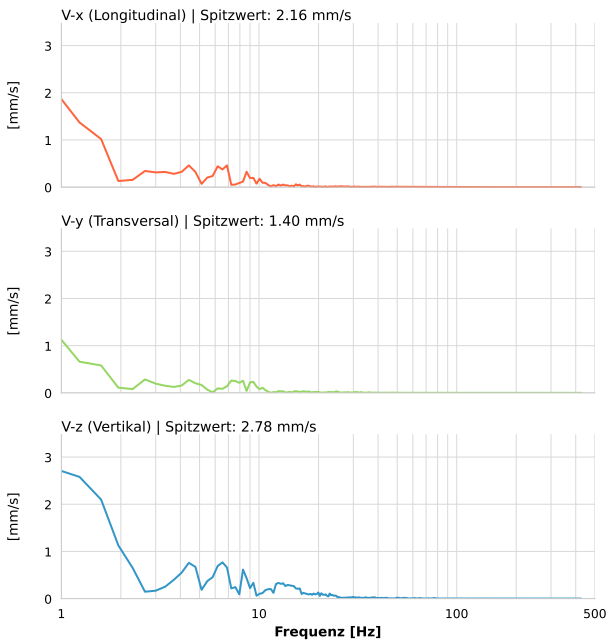 V-x (Longitudinal) | Spitzwert: 2.16 mm/s
3
2
1
0
[mm/s]
V-y (Transversal) | Spitzwert: 1.40 mm/s
3
2
1
0
[mm/s]
V-z (Vertikal) | Spitzwert: 2.78 mm/s
3
2
1
0
[mm/s]
1 10 100 500
Frequenz [Hz]